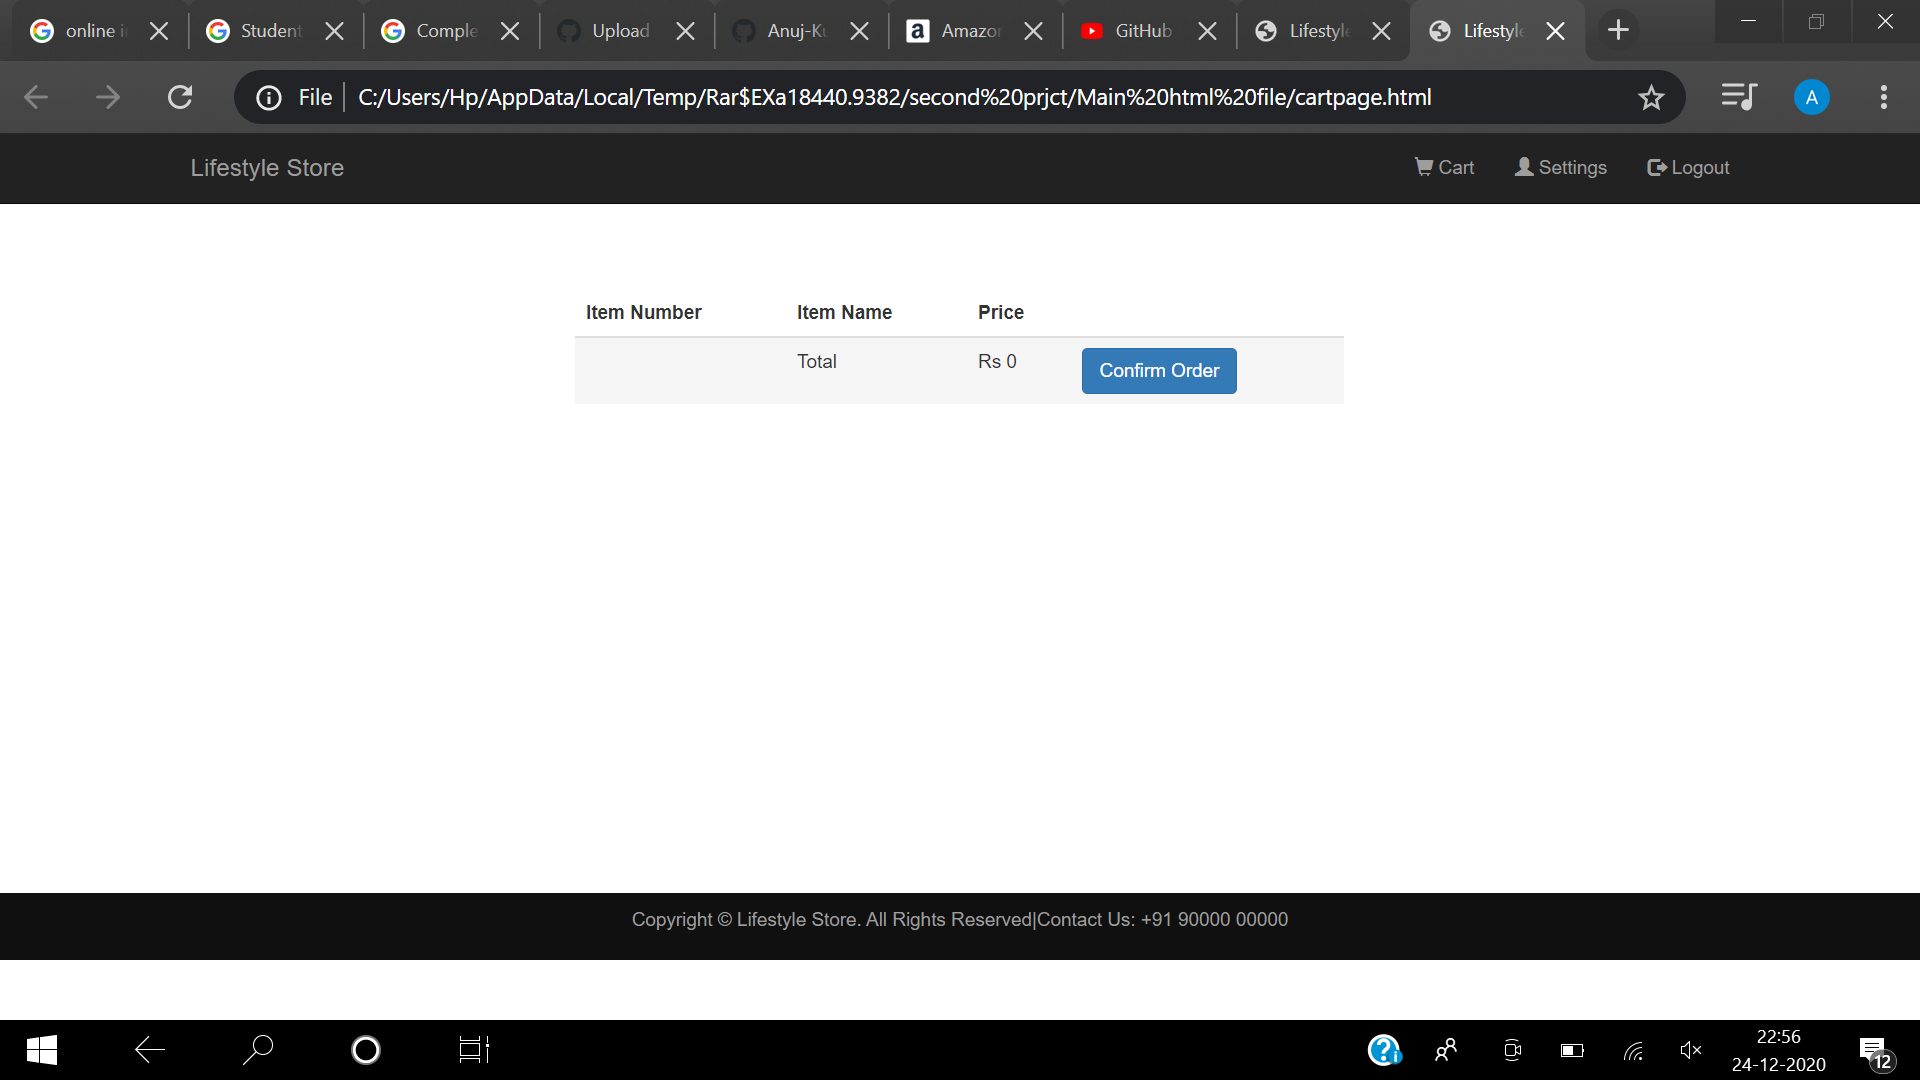 online i
Student
Comple
Upload
Anuj-Ku
Amazon
GitHub
Lifestyle
Lifestyle
File
C:/Users/Hp/AppData/Local/Temp/Rar$EXa18440.9382/second%20prjct/Main%20html%20file/cartpage.html
A
Lifestyle Store
Cart
Settings
Logout
Item Number Item Name Price
Total Rs 0 Confirm Order
Copyright © Lifestyle Store. All Rights Reserved|Contact Us: +91 90000 00000
22:56
24-12-2020
12